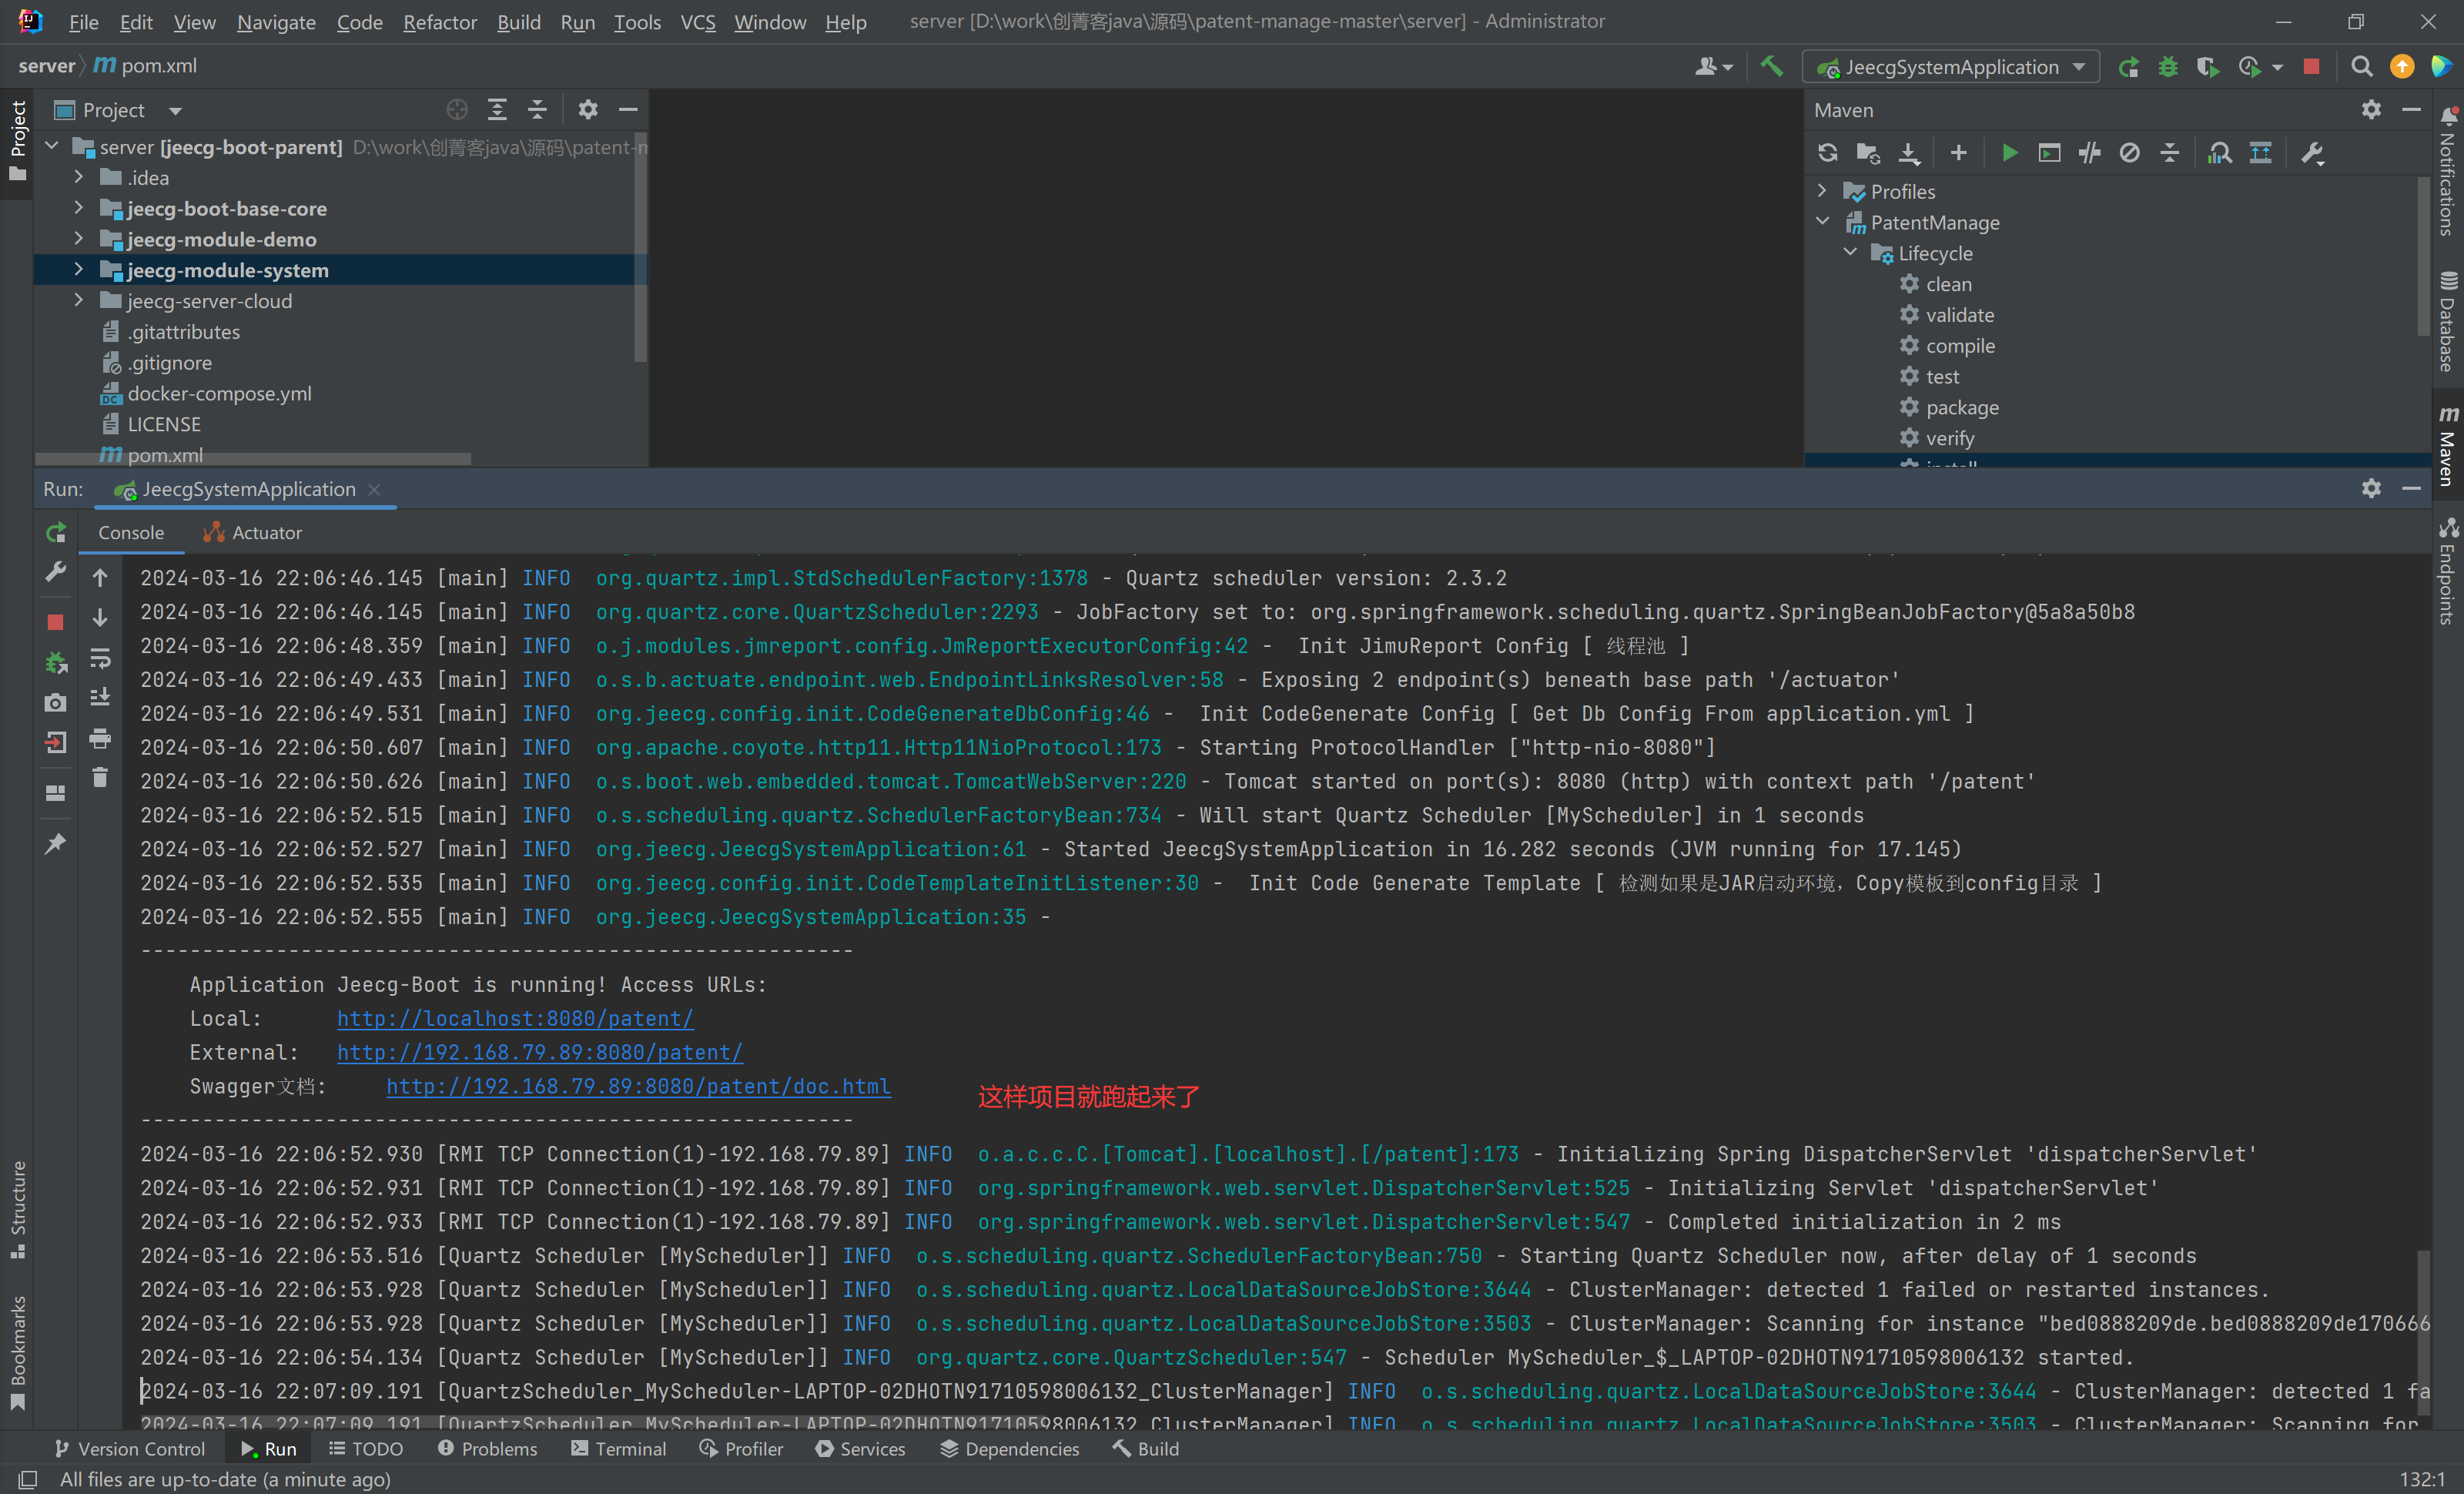 File Edit View Navigate Code Refactor Build Run Tools VCS Window Help server [D:\work\创菁客java\源码\patent-manage-master\server] - Administrator
server pom.xml JeecgSystemApplication
Project
Project
server [jeecg-boot-parent] D:\work\创菁客java\源码\patent-m
.idea
jeecg-boot-base-core
jeecg-module-demo
jeecg-module-system
jeecg-server-cloud
.gitattributes
.gitignore
docker-compose.yml
LICENSE
pom.xml
Maven
Profiles
PatentManage
Lifecycle
clean
validate
compile
test
package
verify
install
Notifications
Database
Maven
Endpoints
Run: JeecgSystemApplication
Console Actuator
2024-03-16 22:06:46.145 [main] INFO org.quartz.impl.StdSchedulerFactory:1378 - Quartz scheduler version: 2.3.2
2024-03-16 22:06:46.145 [main] INFO org.quartz.core.QuartzScheduler:2293 - JobFactory set to: org.springframework.scheduling.quartz.SpringBeanJobFactory@5a8a50b8
2024-03-16 22:06:48.359 [main] INFO o.j.modules.jmreport.config.JmReportExecutorConfig:42 - Init JimuReport Config [ 线程池 ]
2024-03-16 22:06:49.433 [main] INFO o.s.b.actuate.endpoint.web.EndpointLinksResolver:58 - Exposing 2 endpoint(s) beneath base path '/actuator'
2024-03-16 22:06:49.531 [main] INFO org.jeecg.config.init.CodeGenerateDbConfig:46 - Init CodeGenerate Config [ Get Db Config From application.yml ]
2024-03-16 22:06:50.607 [main] INFO org.apache.coyote.http11.Http11NioProtocol:173 - Starting ProtocolHandler ["http-nio-8080"]
2024-03-16 22:06:50.626 [main] INFO o.s.boot.web.embedded.tomcat.TomcatWebServer:220 - Tomcat started on port(s): 8080 (http) with context path '/patent'
2024-03-16 22:06:52.515 [main] INFO o.s.scheduling.quartz.SchedulerFactoryBean:734 - Will start Quartz Scheduler [MyScheduler] in 1 seconds
2024-03-16 22:06:52.527 [main] INFO org.jeecg.JeecgSystemApplication:61 - Started JeecgSystemApplication in 16.282 seconds (JVM running for 17.145)
2024-03-16 22:06:52.535 [main] INFO org.jeecg.config.init.CodeTemplateInitListener:30 - Init Code Generate Template [ 检测如果是JAR启动环境，Copy模板到config目录 ]
2024-03-16 22:06:52.555 [main] INFO org.jeecg.JeecgSystemApplication:35 -
----------------------------------------------------------
Application Jeecg-Boot is running! Access URLs:
Local: http://localhost:8080/patent/
External: http://192.168.79.89:8080/patent/
Swagger文档: http://192.168.79.89:8080/patent/doc.html
这样项目就跑起来了
----------------------------------------------------------
2024-03-16 22:06:52.930 [RMI TCP Connection(1)-192.168.79.89] INFO o.a.c.c.C.[Tomcat].[localhost].[/patent]:173 - Initializing Spring DispatcherServlet 'dispatcherServlet'
2024-03-16 22:06:52.931 [RMI TCP Connection(1)-192.168.79.89] INFO org.springframework.web.servlet.DispatcherServlet:525 - Initializing Servlet 'dispatcherServlet'
2024-03-16 22:06:52.933 [RMI TCP Connection(1)-192.168.79.89] INFO org.springframework.web.servlet.DispatcherServlet:547 - Completed initialization in 2 ms
2024-03-16 22:06:53.516 [Quartz Scheduler [MyScheduler]] INFO o.s.scheduling.quartz.SchedulerFactoryBean:750 - Starting Quartz Scheduler now, after delay of 1 seconds
2024-03-16 22:06:53.928 [Quartz Scheduler [MyScheduler]] INFO o.s.scheduling.quartz.LocalDataSourceJobStore:3644 - ClusterManager: detected 1 failed or restarted instances.
2024-03-16 22:06:53.928 [Quartz Scheduler [MyScheduler]] INFO o.s.scheduling.quartz.LocalDataSourceJobStore:3503 - ClusterManager: Scanning for instance "bed0888209de.bed0888209de170666
2024-03-16 22:06:54.134 [Quartz Scheduler [MyScheduler]] INFO org.quartz.core.QuartzScheduler:547 - Scheduler MyScheduler_$_LAPTOP-02DHOTN91710598006132 started.
2024-03-16 22:07:09.191 [QuartzScheduler_MyScheduler-LAPTOP-02DHOTN91710598006132_ClusterManager] INFO o.s.scheduling.quartz.LocalDataSourceJobStore:3644 - ClusterManager: detected 1 fa
2024-03-16 22:07:09.191 [QuartzScheduler_MyScheduler-LAPTOP-02DHOTN91710598006132_ClusterManager] INFO o.s.scheduling.quartz.LocalDataSourceJobStore:3503 - ClusterManager: Scanning for
Structure
Bookmarks
Version Control Run TODO Problems Terminal Profiler Services Dependencies Build
All files are up-to-date (a minute ago) 132:1